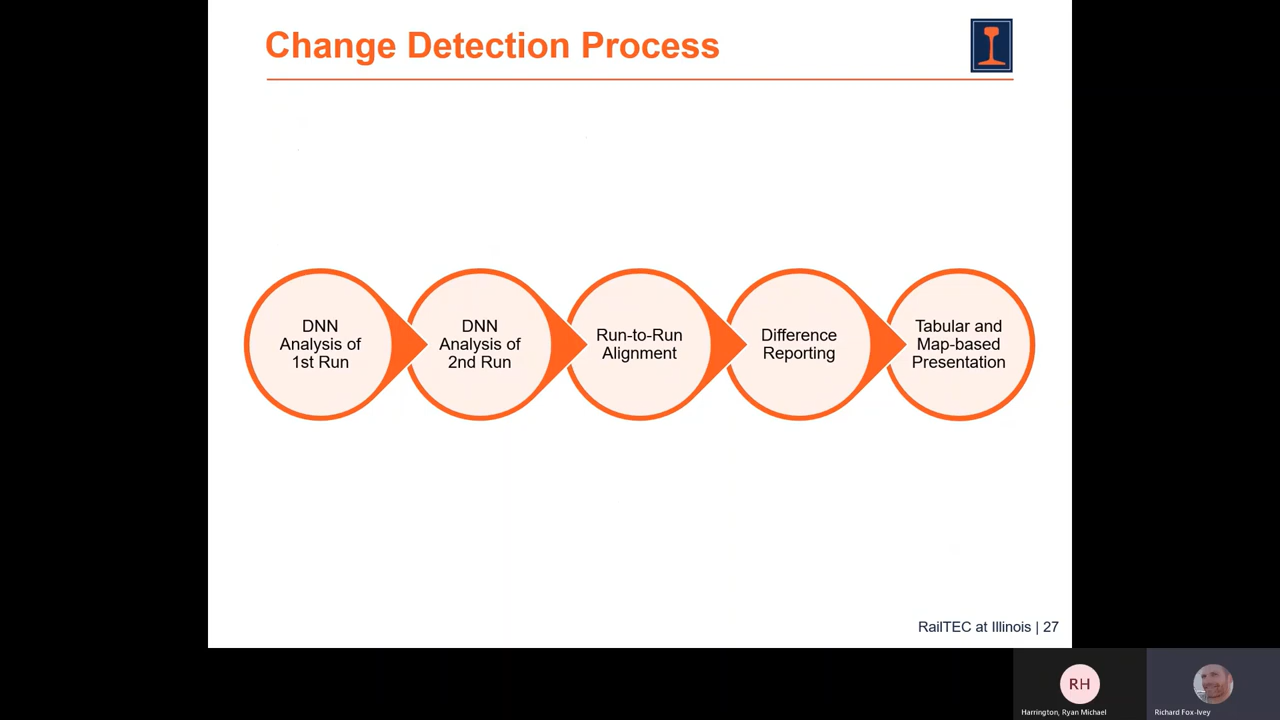 Change Detection Process
DNN
Analysis of
1st Run
DNN
Analysis of
2nd Run
Run-to-Run
Alignment
Difference
Reporting
Tabular and
Map-based
Presentation
RailTEC at Illinois | 27
RH
Harrington, Ryan Michael
Richard Fox-Ivey